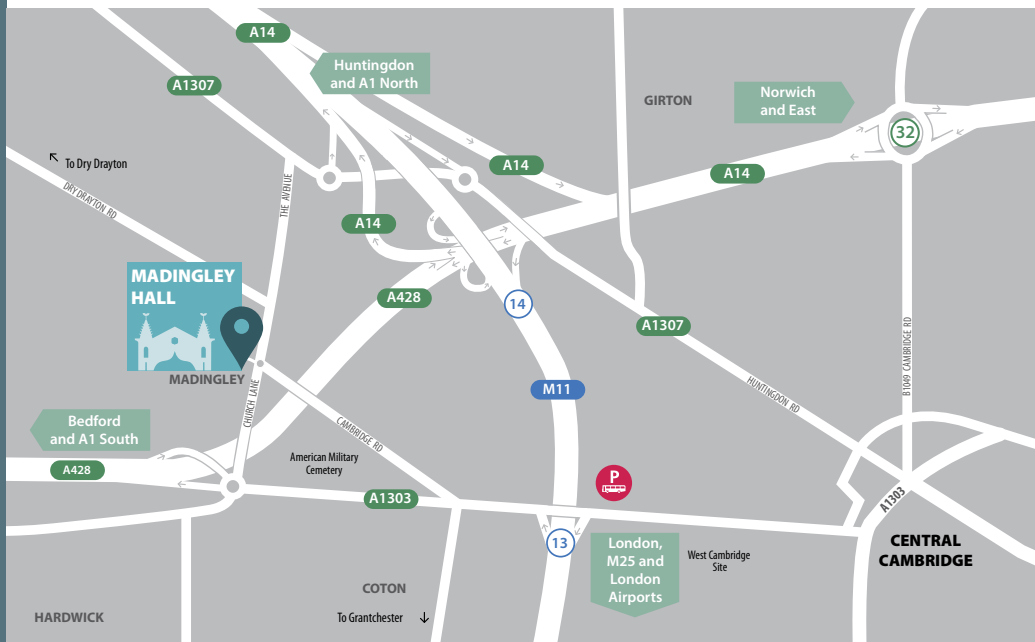 A14
Huntingdon
and A1 North
A1307
GIRTON
Norwich
and East
32
To Dry Drayton
DRY DRAYTON RD
THE AVENUE
A14
A14
A14
MADINGLEY
HALL
A428
14
A1307
MADINGLEY
M11
B1049 CAMBRIDGE RD
HUNTINGDON RD
CHURCH LANE
CAMBRIDGE RD
Bedford
and A1 South
A428
American Military
Cemetery
A1303
P
A1303
13
London,
M25 and
London
Airports
West Cambridge
Site
CENTRAL
CAMBRIDGE
COTON
HARDWICK
To Grantchester